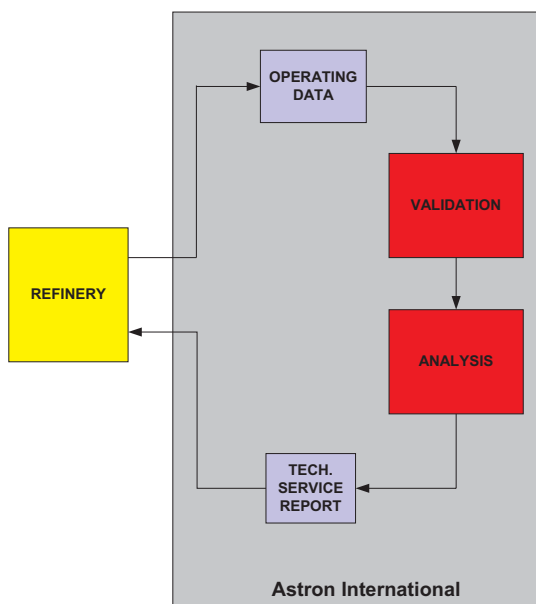 OPERATING
DATA
VALIDATION
REFINERY
ANALYSIS
TECH.
SERVICE
REPORT
Astron International